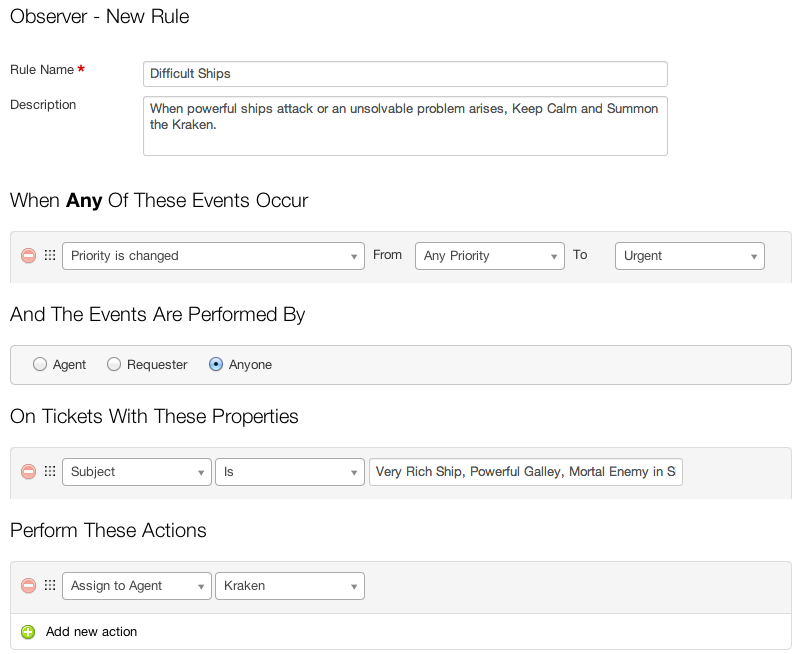 Observer - New Rule
Rule Name *
Difficult Ships
Description
When powerful ships attack or an unsolvable problem arises, Keep Calm and Summon
the Kraken.
When Any Of These Events Occur
Priority is changed From Any Priority To Urgent
And The Events Are Performed By
Agent Requester Anyone
On Tickets With These Properties
Subject Is Very Rich Ship, Powerful Galley, Mortal Enemy in S
Perform These Actions
Assign to Agent Kraken
Add new action